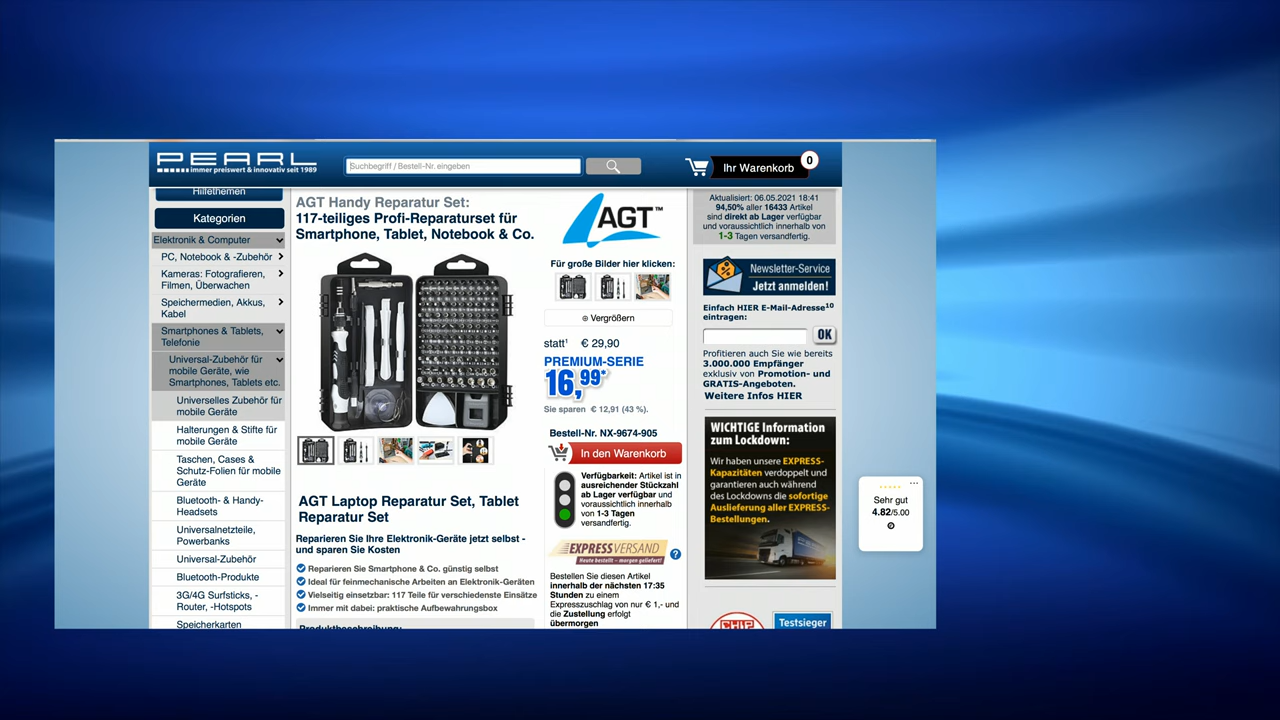 PEARL
immer preiswert & innovativ seit 1989
Suchbegriff / Bestell-Nr. eingeben
Ihr Warenkorb
0
Hilfethemen
Kategorien
Elektronik & Computer
PC, Notebook & -Zubehör
Kameras: Fotografieren,
Filmen, Überwachen
Speichermedien, Akkus,
Kabel
Smartphones & Tablets,
Telefonie
Universal-Zubehör für
mobile Geräte, wie
Smartphones, Tablets etc.
Universelles Zubehör für
mobile Geräte
Halterungen & Stifte für
mobile Geräte
Taschen, Cases &
Schutz-Folien für mobile
Geräte
Bluetooth- & Handy-
Headsets
Universalnetzteile,
Powerbanks
Universal-Zubehör
Bluetooth-Produkte
3G/4G Surfsticks, -
Router, -Hotspots
Speicherkarten
AGT Handy Reparatur Set:
117-teiliges Profi-Reparaturset für
Smartphone, Tablet, Notebook & Co.
AGT Laptop Reparatur Set, Tablet
Reparatur Set
Reparieren Sie Ihre Elektronik-Geräte jetzt selbst -
und sparen Sie Kosten
Reparieren Sie Smartphone & Co. günstig selbst
Ideal für feinmechanische Arbeiten an Elektronik-Geräten
Vielseitig einsetzbar: 117 Teile für verschiedenste Einsätze
Immer mit dabei: praktische Aufbewahrungsbox
Produktbeschreibung:
AGT™
Für große Bilder hier klicken:
⊕ Vergrößern
statt¹ € 29,90
PREMIUM-SERIE
16,99*
Sie sparen € 12,91 (43 %).
Bestell-Nr. NX-9674-905
In den Warenkorb
Verfügbarkeit: Artikel ist in
ausreichender Stückzahl
ab Lager verfügbar und
voraussichtlich innerhalb
von 1-3 Tagen
versandfertig.
EXPRESSVERSAND
Heute bestellt – morgen geliefert!
?
Bestellen Sie diesen Artikel
innerhalb der nächsten 17:35
Stunden zu einem
Expresszuschlag von nur € 1,- und
die Zustellung erfolgt
übermorgen
Aktualisiert: 06.05.2021 18:41
94,50% aller 16433 Artikel
sind direkt ab Lager verfügbar
und voraussichtlich innerhalb von
1-3 Tagen versandfertig.
Newsletter-Service
Jetzt anmelden!
Einfach HIER E-Mail-Adresse¹⁰
eintragen:
OK
Profitieren auch Sie wie bereits
3.000.000 Empfänger
exklusiv von Promotion- und
GRATIS-Angeboten.
Weitere Infos HIER
WICHTIGE Information
zum Lockdown:
Wir haben unsere EXPRESS-
Kapazitäten verdoppelt und
garantieren auch während
des Lockdowns die sofortige
Auslieferung aller EXPRESS-
Bestellungen.
CHIP
Testsieger
Sehr gut
4.82/5.00